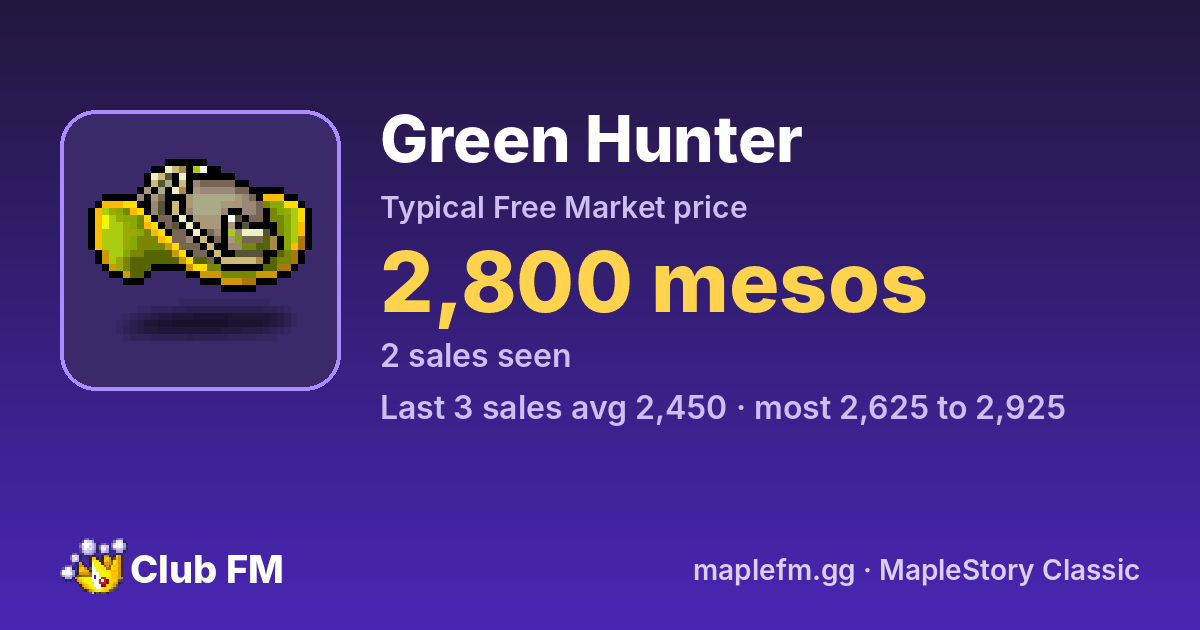 Green Hunter
Typical Free Market price
2,800 mesos
2 sales seen
Last 3 sales avg 2,450 · most 2,625 to 2,925
Club FM
maplefm.gg · MapleStory Classic